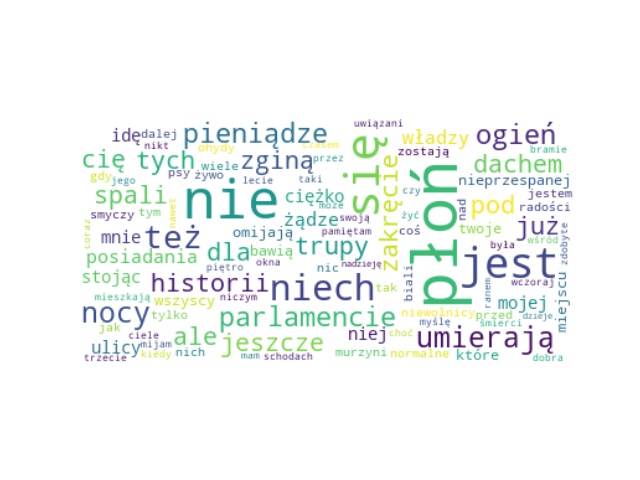 uwiązani
idę dalej pieniądze władzy ogień
nikt ohydy czasem zostają bramie
cię tych wiele zginą przez się dachem
gdy jego psy żywo lecie taki czy nieprzespanej
spali nie ciężko może zakręcie płoń nad pod jestem
smyczy tym nawet żądze swoją żyć radości
coraz mnie też omijają pamiętam coś twoje już
posiadania dla bawią trupy była wśród zdobyte
piętro okna nic nadzieję biali jest
stojąc historii niech tak ranem wczoraj
mieszkają wszyscy niczym mojej miejscu
nocy tylko parlamencie niewolnicy przed dzieje
jak ale jeszcze niej choć myślę śmierci umierają
ciele
ulicy mijam nich murzyni normalne które
trzecie kiedy mam schodach dobra